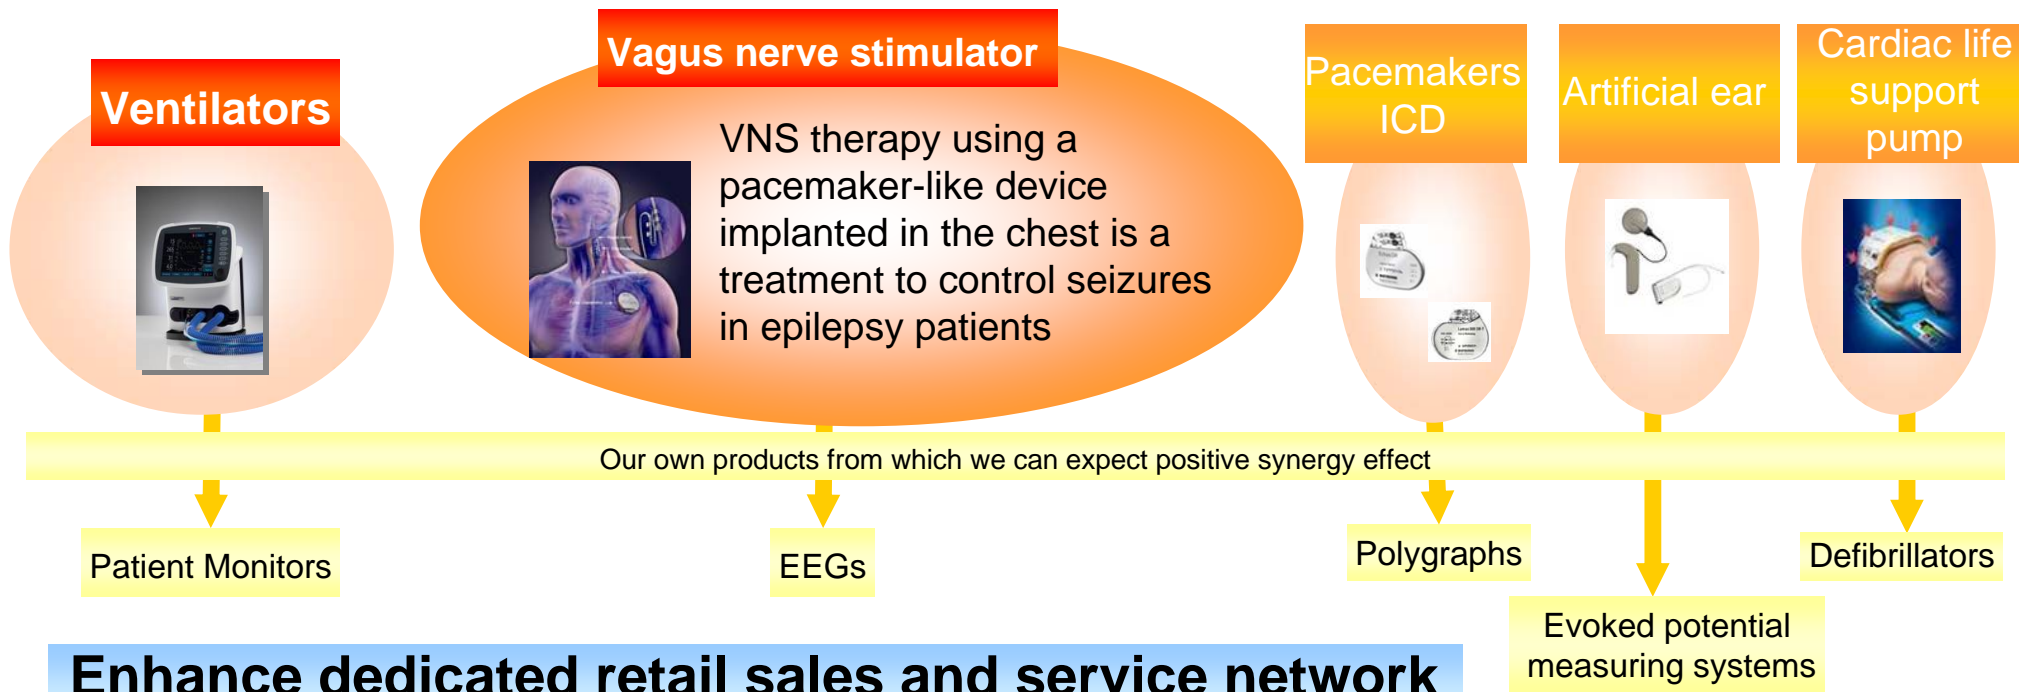 Ventilators
Vagus nerve stimulator
VNS therapy using a
pacemaker-like device
implanted in the chest is a
treatment to control seizures
in epilepsy patients
Pacemakers
ICD
Artificial ear
Cardiac life
support
pump
Our own products from which we can expect positive synergy effect
Patient Monitors
EEGs
Polygraphs
Evoked potential
measuring systems
Defibrillators
Enhance dedicated retail sales and service network